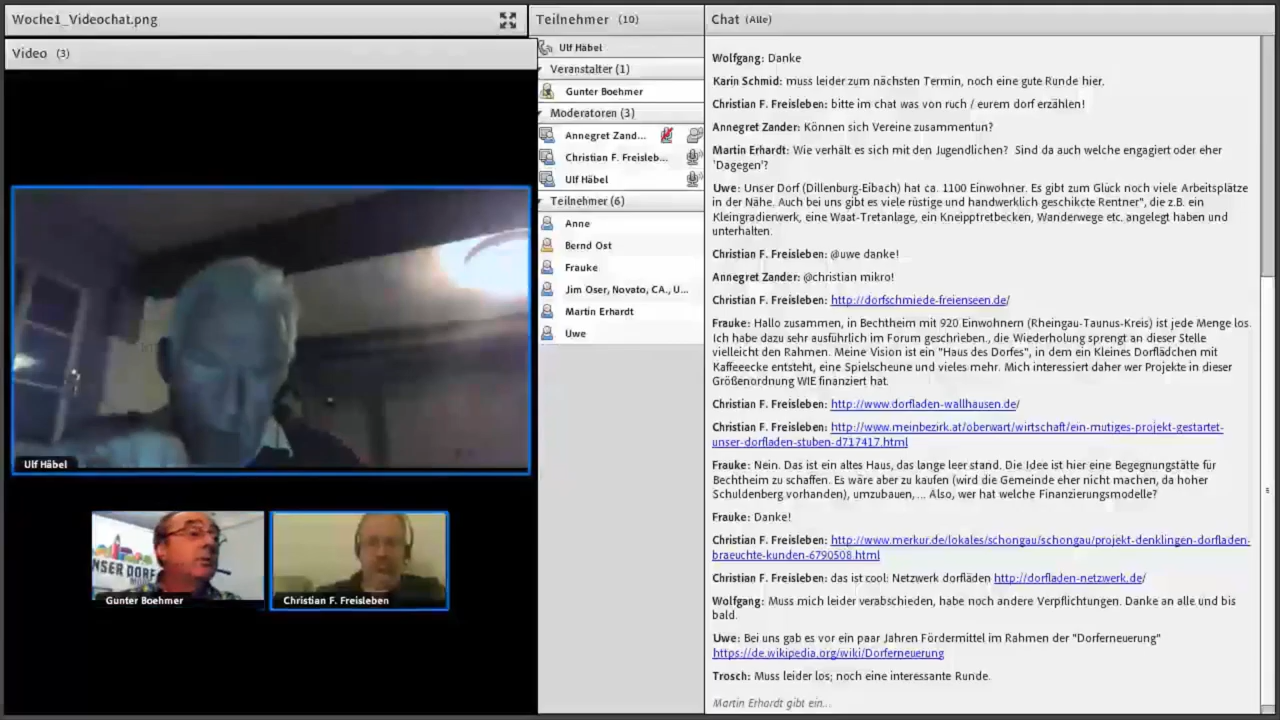 Woche1_Videochat.png
Video (3)
Ulf Häbel
NSER DORF
Gunter Boehmer
Christian F. Freisleben
Teilnehmer (10)
Ulf Häbel
Veranstalter (1)
Gunter Boehmer
Moderatoren (3)
Annegret Zand...
Christian F. Freisleb...
Ulf Häbel
Teilnehmer (6)
Anne
Bernd Ost
Frauke
Jim Oser, Novato, CA., U...
Martin Erhardt
Uwe
Chat (Alle)
Wolfgang: Danke
Karin Schmid: muss leider zum nächsten Termin, noch eine gute Runde hier,
Christian F. Freisleben: bitte im chat was von ruch / eurem dorf erzählen!
Annegret Zander: Können sich Vereine zusammentun?
Martin Erhardt: Wie verhält es sich mit den Jugendlichen? Sind da auch welche engagiert oder eher
'Dagegen'?
Uwe: Unser Dorf (Dillenburg-Eibach) hat ca. 1100 Einwohner. Es gibt zum Glück noch viele Arbeitsplätze
in der Nähe. Auch bei uns gibt es viele rüstige und handwerklich geschickte Rentner", die z.B. ein
Kleingradierwerk, eine Waat-Tretanlage, ein Kneipptretbecken, Wanderwege etc. angelegt haben und
unterhalten.
Christian F. Freisleben: @uwe danke!
Annegret Zander: @christian mikro!
Christian F. Freisleben: http://dorfschmiede-freienseen.de/
Frauke: Hallo zusammen, in Bechtheim mit 920 Einwohnern (Rheingau-Taunus-Kreis) ist jede Menge los.
Ich habe dazu sehr ausführlich im Forum geschrieben., die Wiederholung sprengt an dieser Stelle
vielleicht den Rahmen. Meine Vision ist ein "Haus des Dorfes", in dem ein Kleines Dorflädchen mit
Kaffeeecke entsteht, eine Spielscheune und vieles mehr. Mich interessiert daher wer Projekte in dieser
Größenordnung WIE finanziert hat.
Christian F. Freisleben: http://www.dorfladen-wallhausen.de/
Christian F. Freisleben: http://www.meinbezirk.at/oberwart/wirtschaft/ein-mutiges-projekt-gestartet-
unser-dorfladen-stuben-d717417.html
Frauke: Nein. Das ist ein altes Haus, das lange leer stand. Die Idee ist hier eine Begegnungstätte für
Bechtheim zu schaffen. Es wäre aber zu kaufen (wird die Gemeinde eher nicht machen, da hoher
Schuldenberg vorhanden), umzubauen,... Also, wer hat welche Finanzierungsmodelle?
Frauke: Danke!
Christian F. Freisleben: http://www.merkur.de/lokales/schongau/schongau/projekt-denklingen-dorfladen-
braeuchte-kunden-6790508.html
Christian F. Freisleben: das ist cool: Netzwerk dorfläden http://dorfladen-netzwerk.de/
Wolfgang: Muss mich leider verabschieden, habe noch andere Verpflichtungen. Danke an alle und bis
bald.
Uwe: Bei uns gab es vor ein paar Jahren Fördermittel im Rahmen der "Dorferneuerung"
https://de.wikipedia.org/wiki/Dorferneuerung
Trosch: Muss leider los; noch eine interessante Runde.
Martin Erhardt gibt ein...